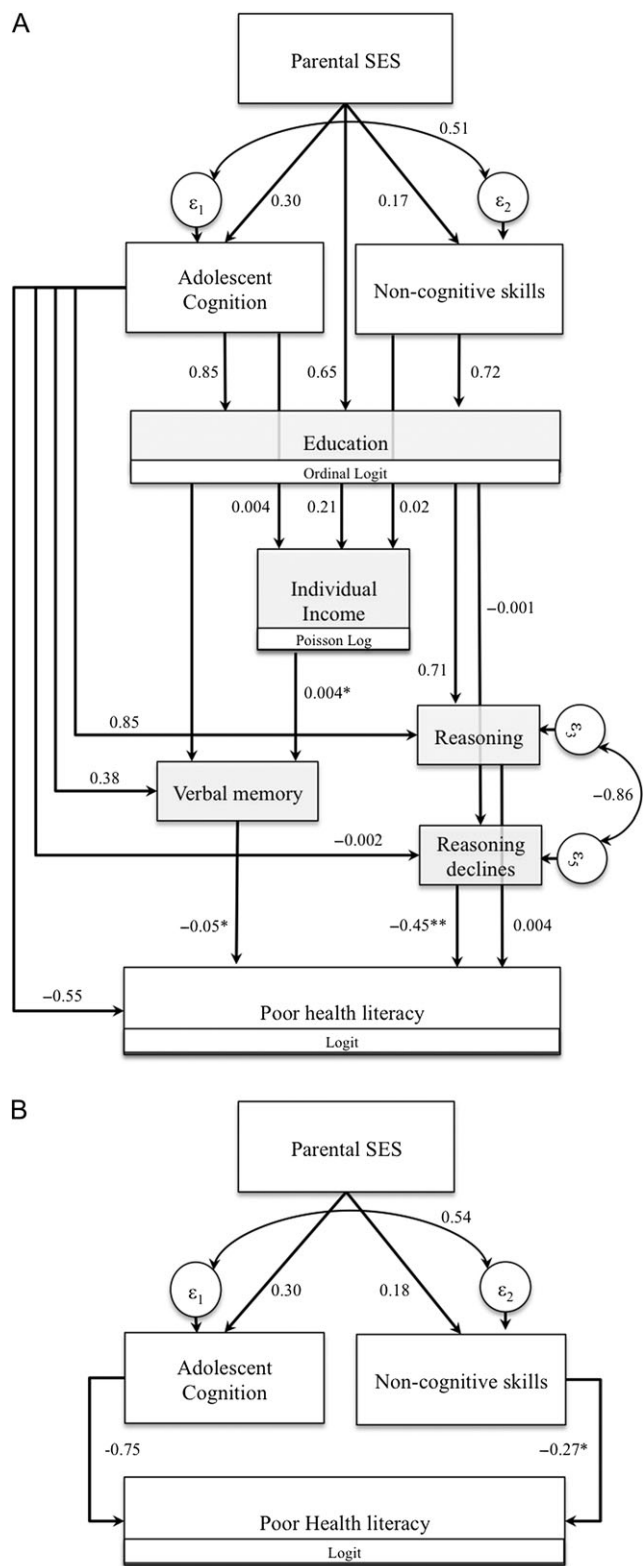 A
Parental SES
0.51
ε1
ε2
0.30
0.17
Adolescent
Cognition
Non-cognitive skills
0.85
0.65
0.72
Education
Ordinal Logit
0.004
0.21
0.02
Individual
Income
Poisson Log
−0.001
0.71
0.004*
0.85
Reasoning
ε3
0.38
Verbal memory
−0.86
−0.002
Reasoning
declines
ε5
−0.05*
−0.45**
0.004
−0.55
Poor health literacy
Logit
B
Parental SES
0.54
ε1
ε2
0.30
0.18
Adolescent
Cognition
Non-cognitive skills
-0.75
−0.27*
Poor Health literacy
Logit